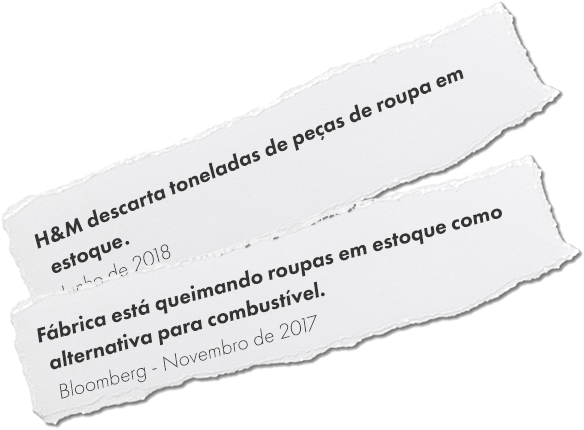 H&M descarta toneladas de peças de roupa em
estoque.
de 2018
Fábrica está queimando roupas em estoque como
alternativa para combustível.
Bloomberg - Novembro de 2017